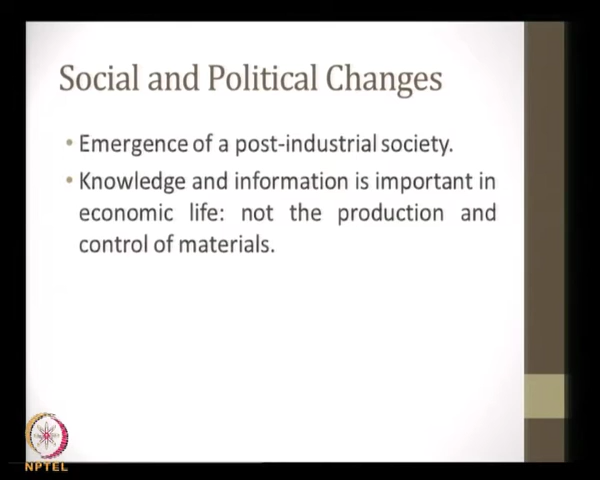 Social and Political Changes
• Emergence of a post-industrial society.
• Knowledge and information is important in
economic life: not the production and
control of materials.
NPTEL